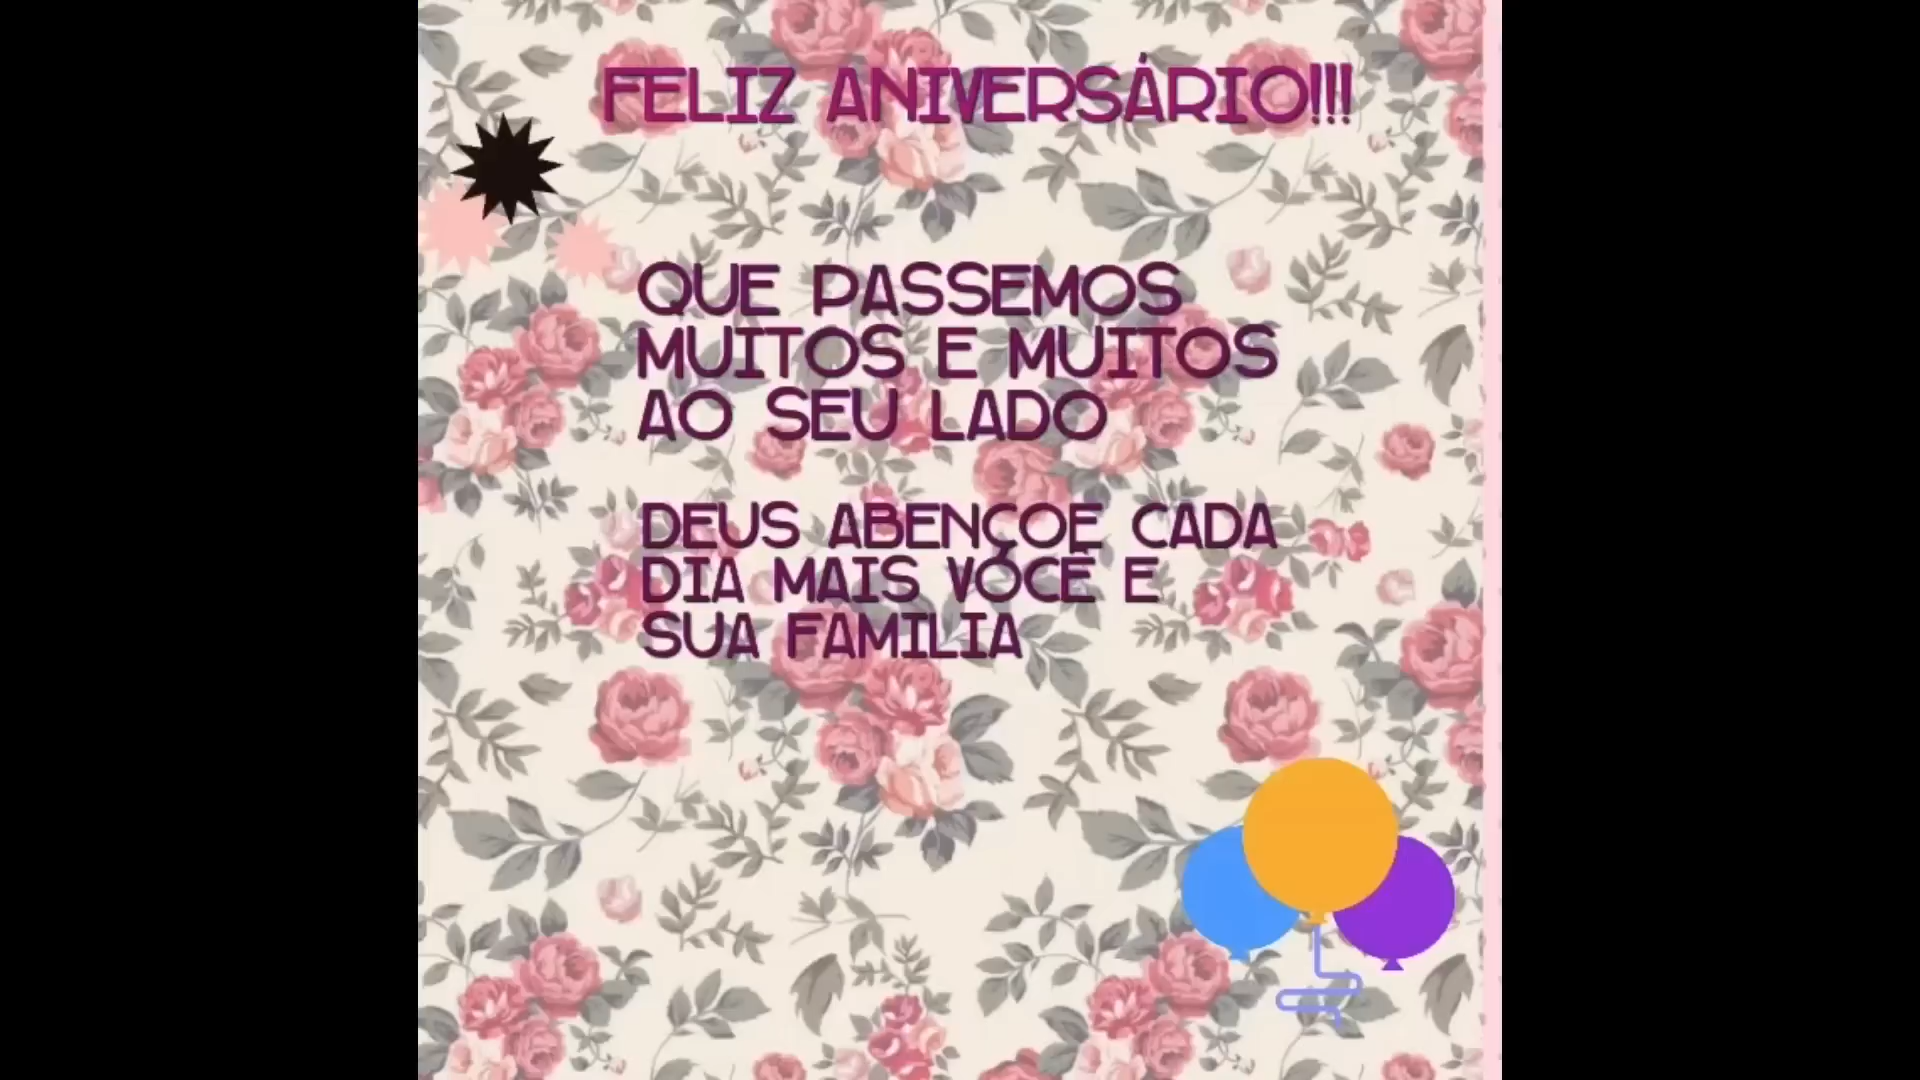 FELIZ ANIVERSÁRIO!!!
QUE PASSEMOS
MUITOS E MUITOS
AO SEU LADO
DEUS ABENÇOE CADA
DIA MAIS VOCÊ E
SUA FAMILIA